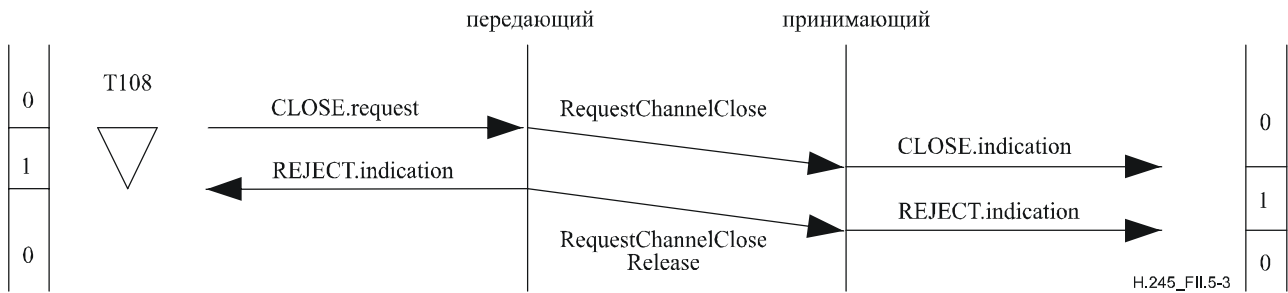 передающий принимающий
T108
0 CLOSE.request RequestChannelClose 0
CLOSE.indication
1 REJECT.indication 1
REJECT.indication
0 RequestChannelClose 0
Release
H.245_FII.5-3